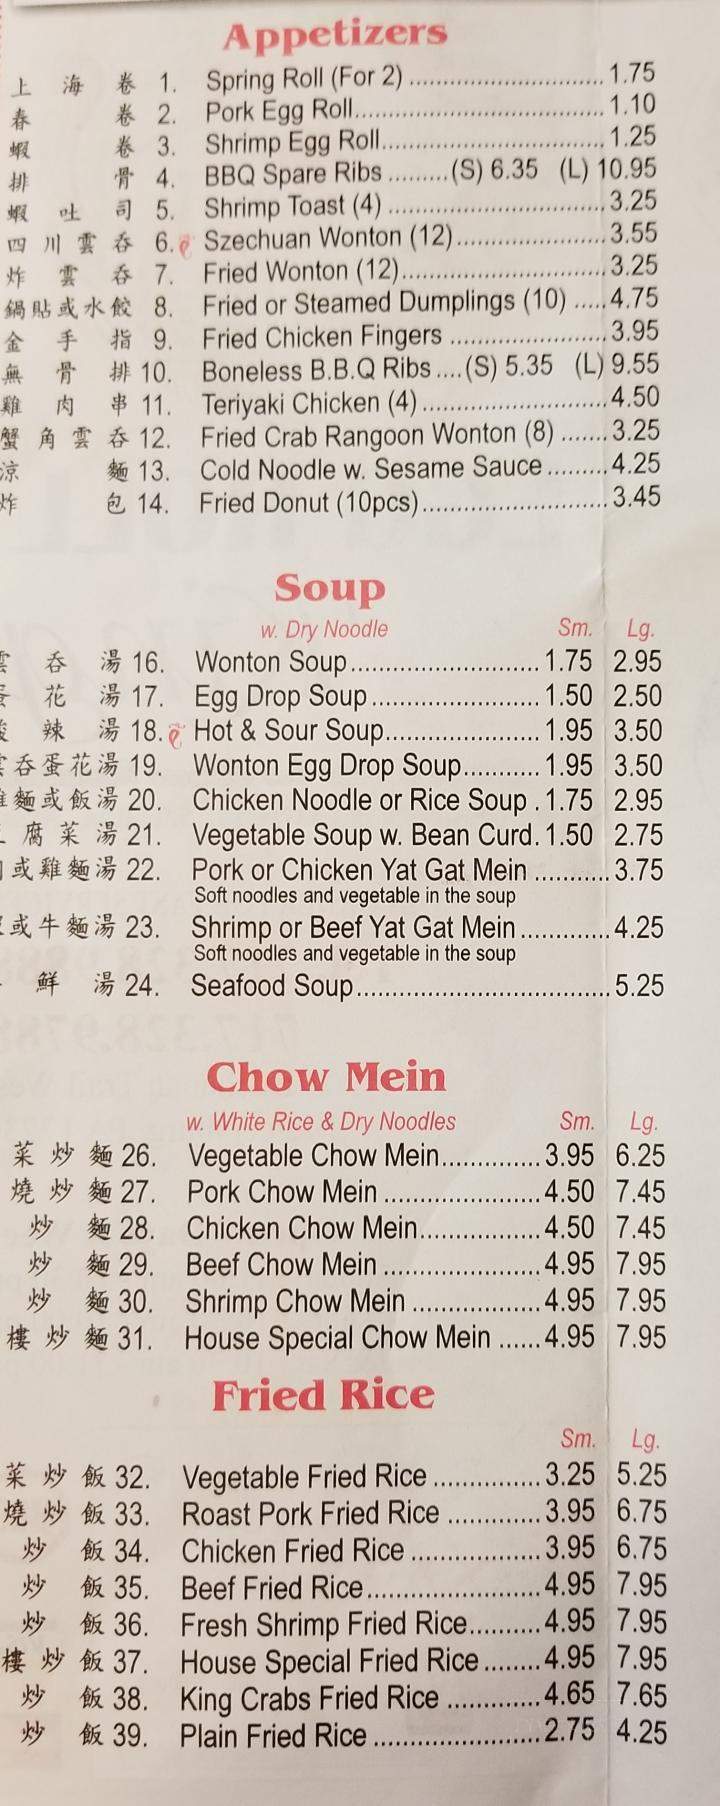 Appetizers
上海卷 1. Spring Roll (For 2) 1.75
春卷 2. Pork Egg Roll 1.10
蝦卷 3. Shrimp Egg Roll 1.25
排骨 4. BBQ Spare Ribs (S) 6.35 (L) 10.95
蝦吐司 5. Shrimp Toast (4) 3.25
四川雲吞 6. Szechuan Wonton (12) 3.55
炸雲吞 7. Fried Wonton (12) 3.25
鍋貼或水餃 8. Fried or Steamed Dumplings (10) 4.75
金手指 9. Fried Chicken Fingers 3.95
無骨排 10. Boneless B.B.Q Ribs (S) 5.35 (L) 9.55
雞肉串 11. Teriyaki Chicken (4) 4.50
蟹角雲吞 12. Fried Crab Rangoon Wonton (8) 3.25
涼麵 13. Cold Noodle w. Sesame Sauce 4.25
炸包 14. Fried Donut (10pcs) 3.45
Soup
w. Dry Noodle Sm. Lg.
雲吞湯 16. Wonton Soup 1.75 2.95
花湯 17. Egg Drop Soup 1.50 2.50
辣湯 18. Hot & Sour Soup 1.95 3.50
吞蛋花湯 19. Wonton Egg Drop Soup 1.95 3.50
麵或飯湯 20. Chicken Noodle or Rice Soup 1.75 2.95
腐菜湯 21. Vegetable Soup w. Bean Curd 1.50 2.75
或雞麵湯 22. Pork or Chicken Yat Gat Mein 3.75
Soft noodles and vegetable in the soup
或牛麵湯 23. Shrimp or Beef Yat Gat Mein 4.25
Soft noodles and vegetable in the soup
鮮湯 24. Seafood Soup 5.25
Chow Mein
w. White Rice & Dry Noodles Sm. Lg.
菜炒麵 26. Vegetable Chow Mein 3.95 6.25
燒炒麵 27. Pork Chow Mein 4.50 7.45
炒麵 28. Chicken Chow Mein 4.50 7.45
炒麵 29. Beef Chow Mein 4.95 7.95
炒麵 30. Shrimp Chow Mein 4.95 7.95
樓炒麵 31. House Special Chow Mein 4.95 7.95
Fried Rice
Sm. Lg.
菜炒飯 32. Vegetable Fried Rice 3.25 5.25
燒炒飯 33. Roast Pork Fried Rice 3.95 6.75
炒飯 34. Chicken Fried Rice 3.95 6.75
炒飯 35. Beef Fried Rice 4.95 7.95
炒飯 36. Fresh Shrimp Fried Rice 4.95 7.95
樓炒飯 37. House Special Fried Rice 4.95 7.95
炒飯 38. King Crabs Fried Rice 4.65 7.65
炒飯 39. Plain Fried Rice 2.75 4.25